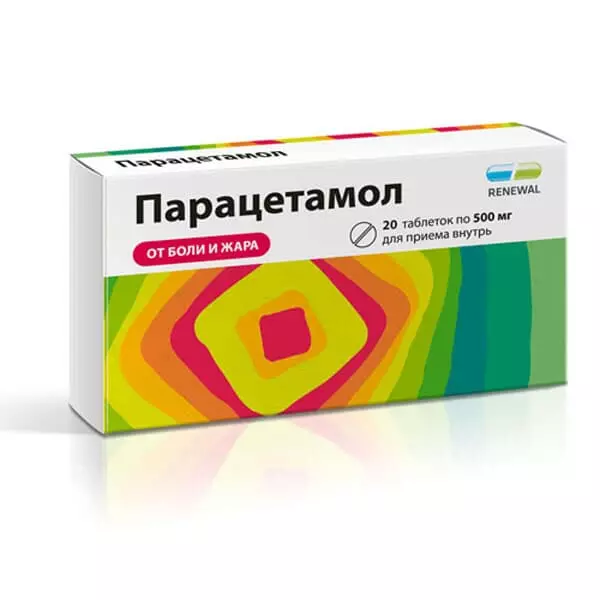 Парацетамол
RENEWAL
Парацетамол
20 таблеток по 500 мг
для приема внутрь
ОТ БОЛИ И ЖАРА